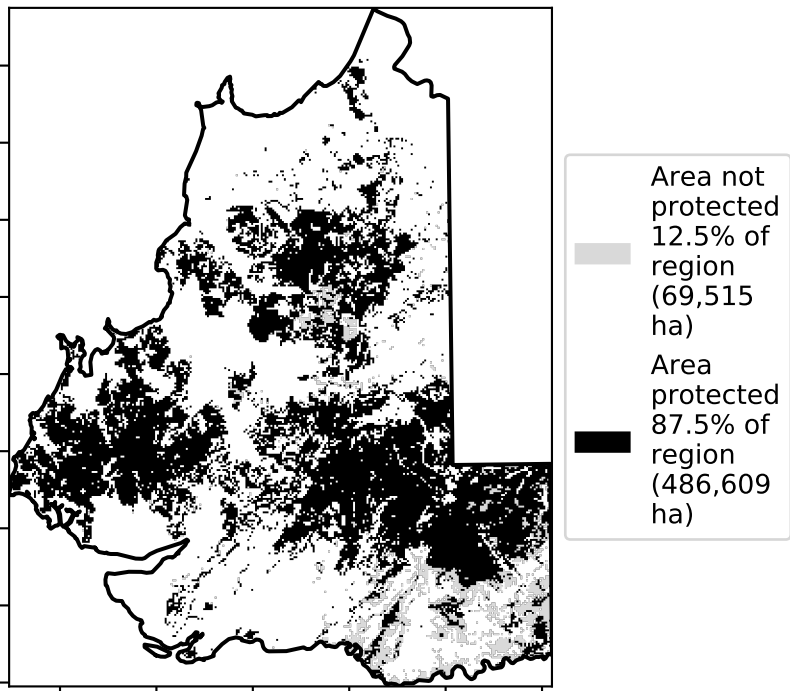 Area not
protected
12.5% of
region
(69,515
ha)
Area
protected
87.5% of
region
(486,609
ha)